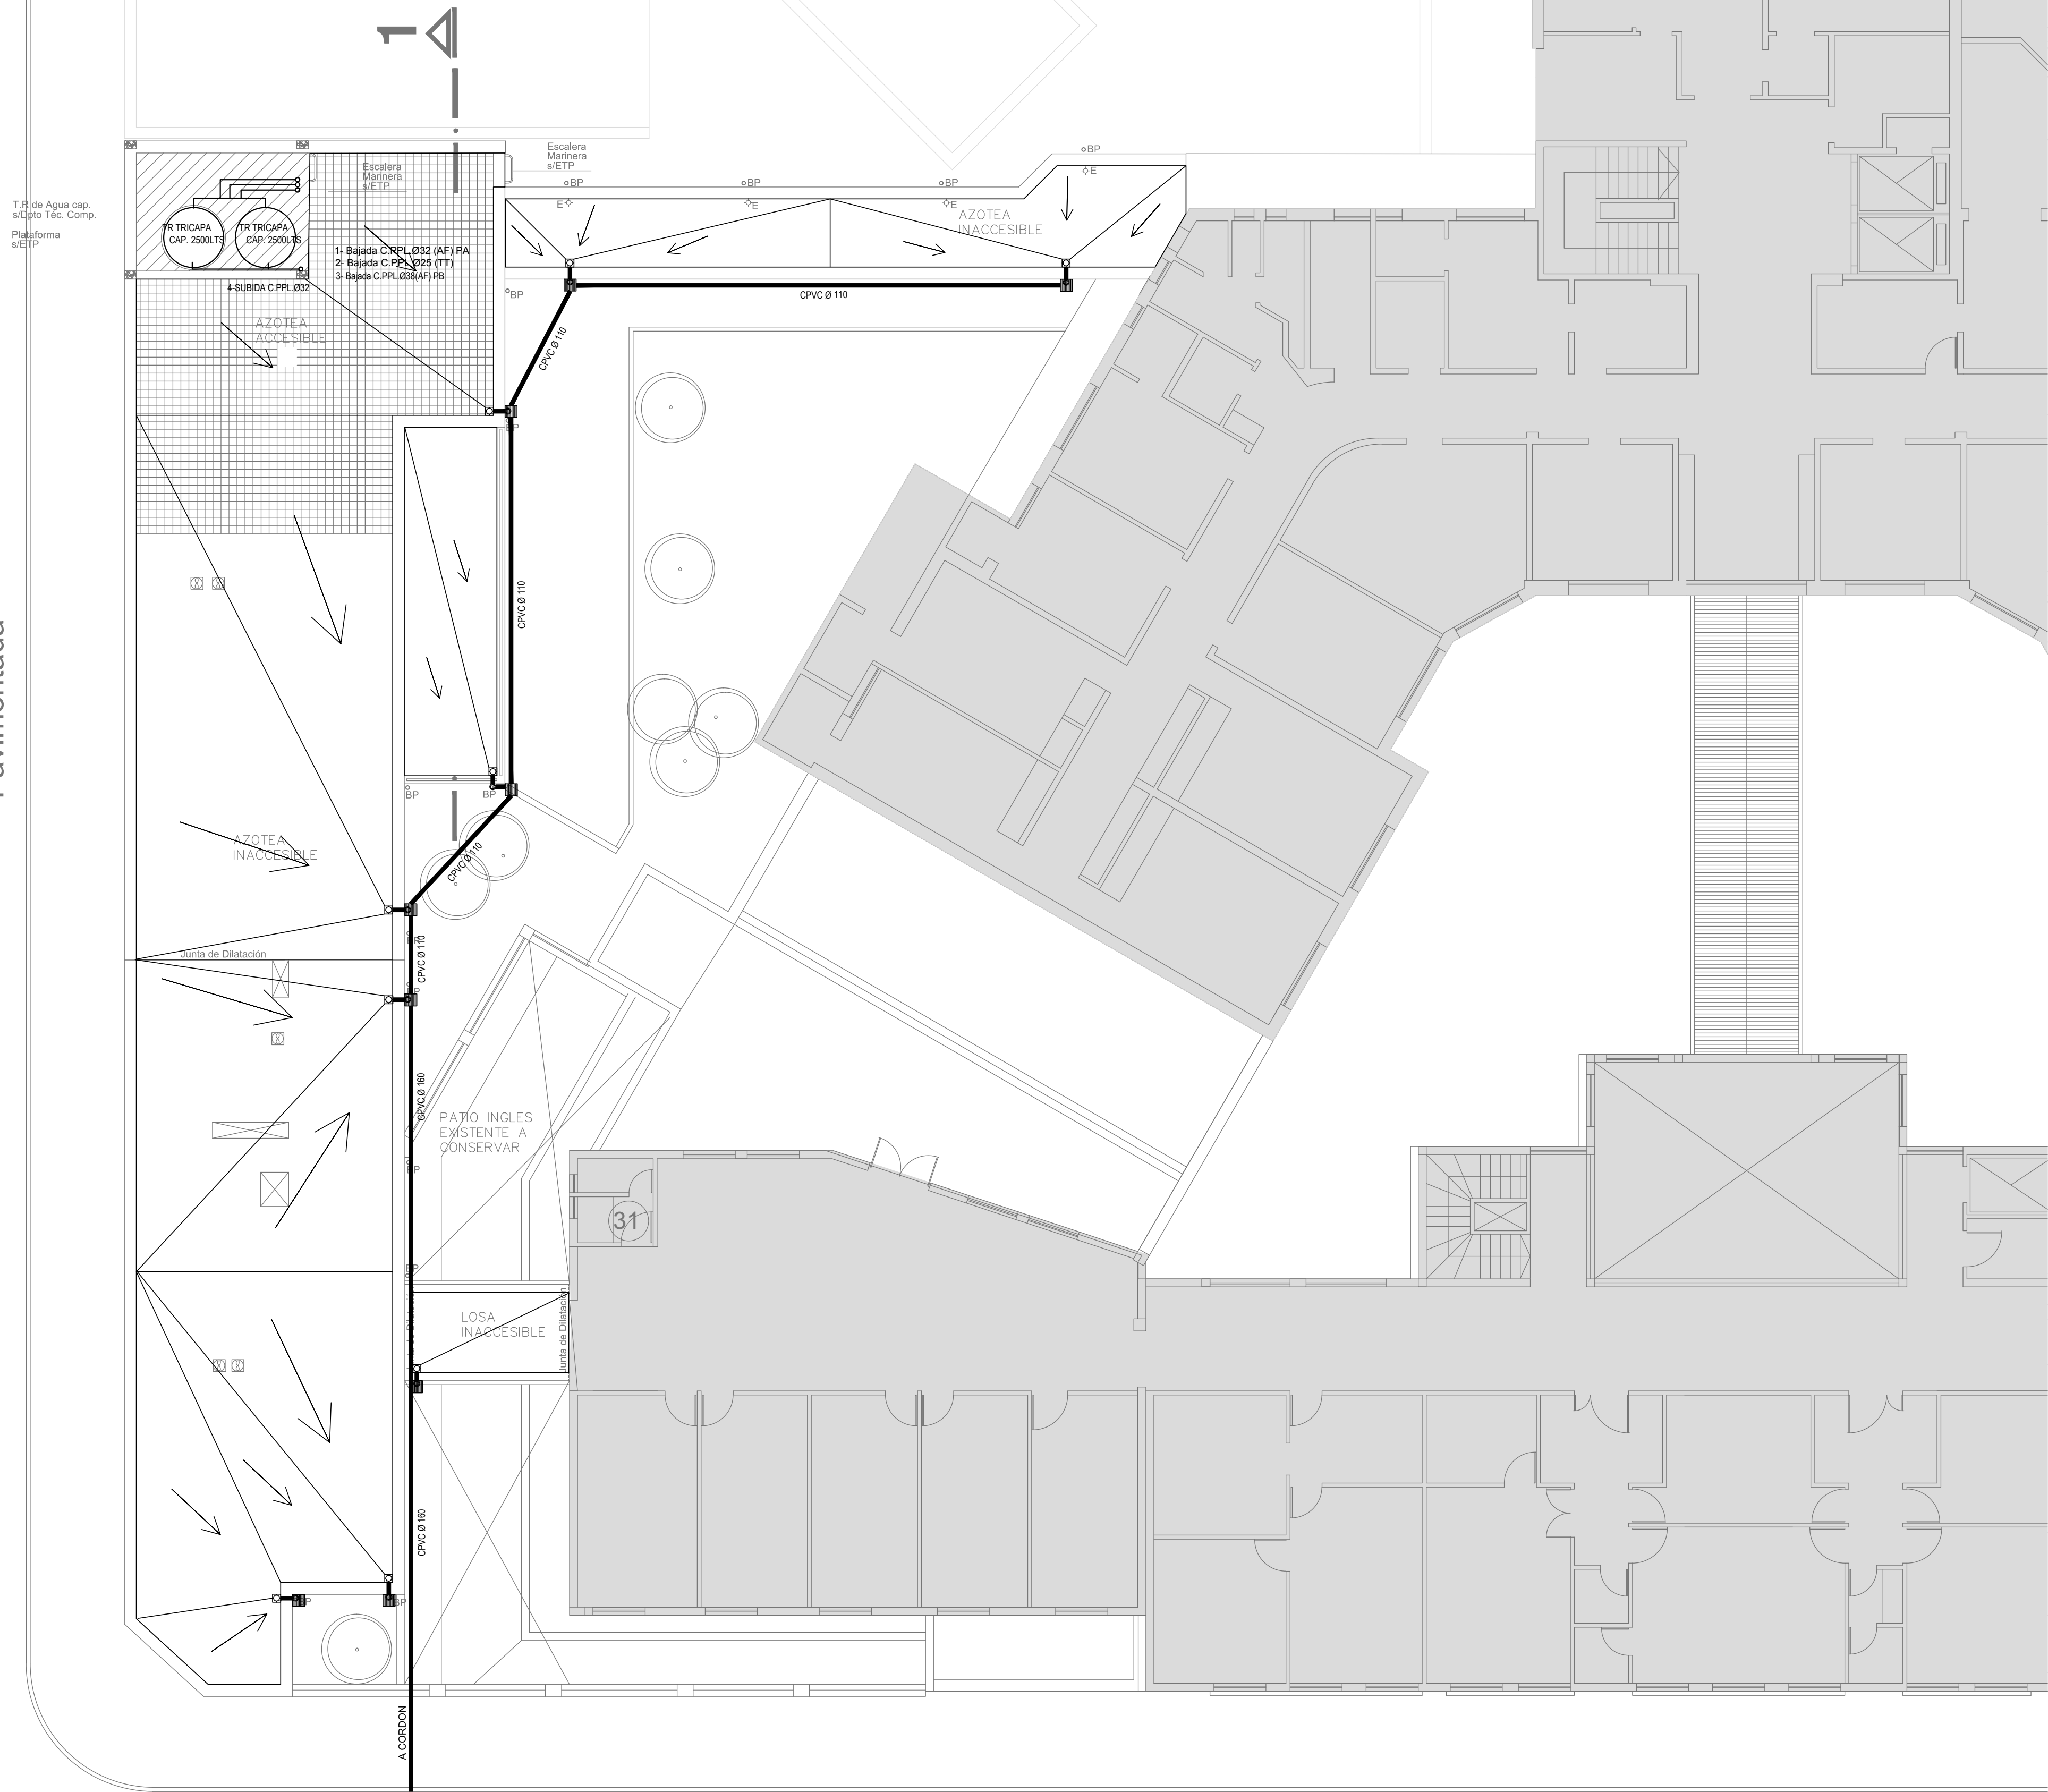 1
Escalera
Marinera
s/ETP
BP
Escalera
Marinera
s/ETP
BP
BP
BP
E
E
E
E
T.R de Agua cap.
s/Dpto Téc. Comp.
Plataforma
s/ETP
AZOTEA
INACCESIBLE
TR TRICAPA
CAP. 2500LTS
TR TRICAPA
CAP. 2500LTS
1- Bajada C.PPL.Ø32 (AF) PA
2- Bajada C.PPL.Ø25 (TT)
3- Bajada C.PPL.Ø38(AF) PB
4-SUBIDA C.PPL.Ø32
BP
CPVC Ø 110
AZOTEA
ACCESIBLE
CPVC Ø 110
CPVC Ø 110
BP
BP
AZOTEA
INACCESIBLE
CPVC Ø 110
Junta de Dilatación
CPVC Ø 110
CPVC Ø 160
PATIO INGLES
EXISTENTE A
CONSERVAR
31
LOSA
INACCESIBLE
Junta de Dilatación
CPVC Ø 160
BP
A CORDON